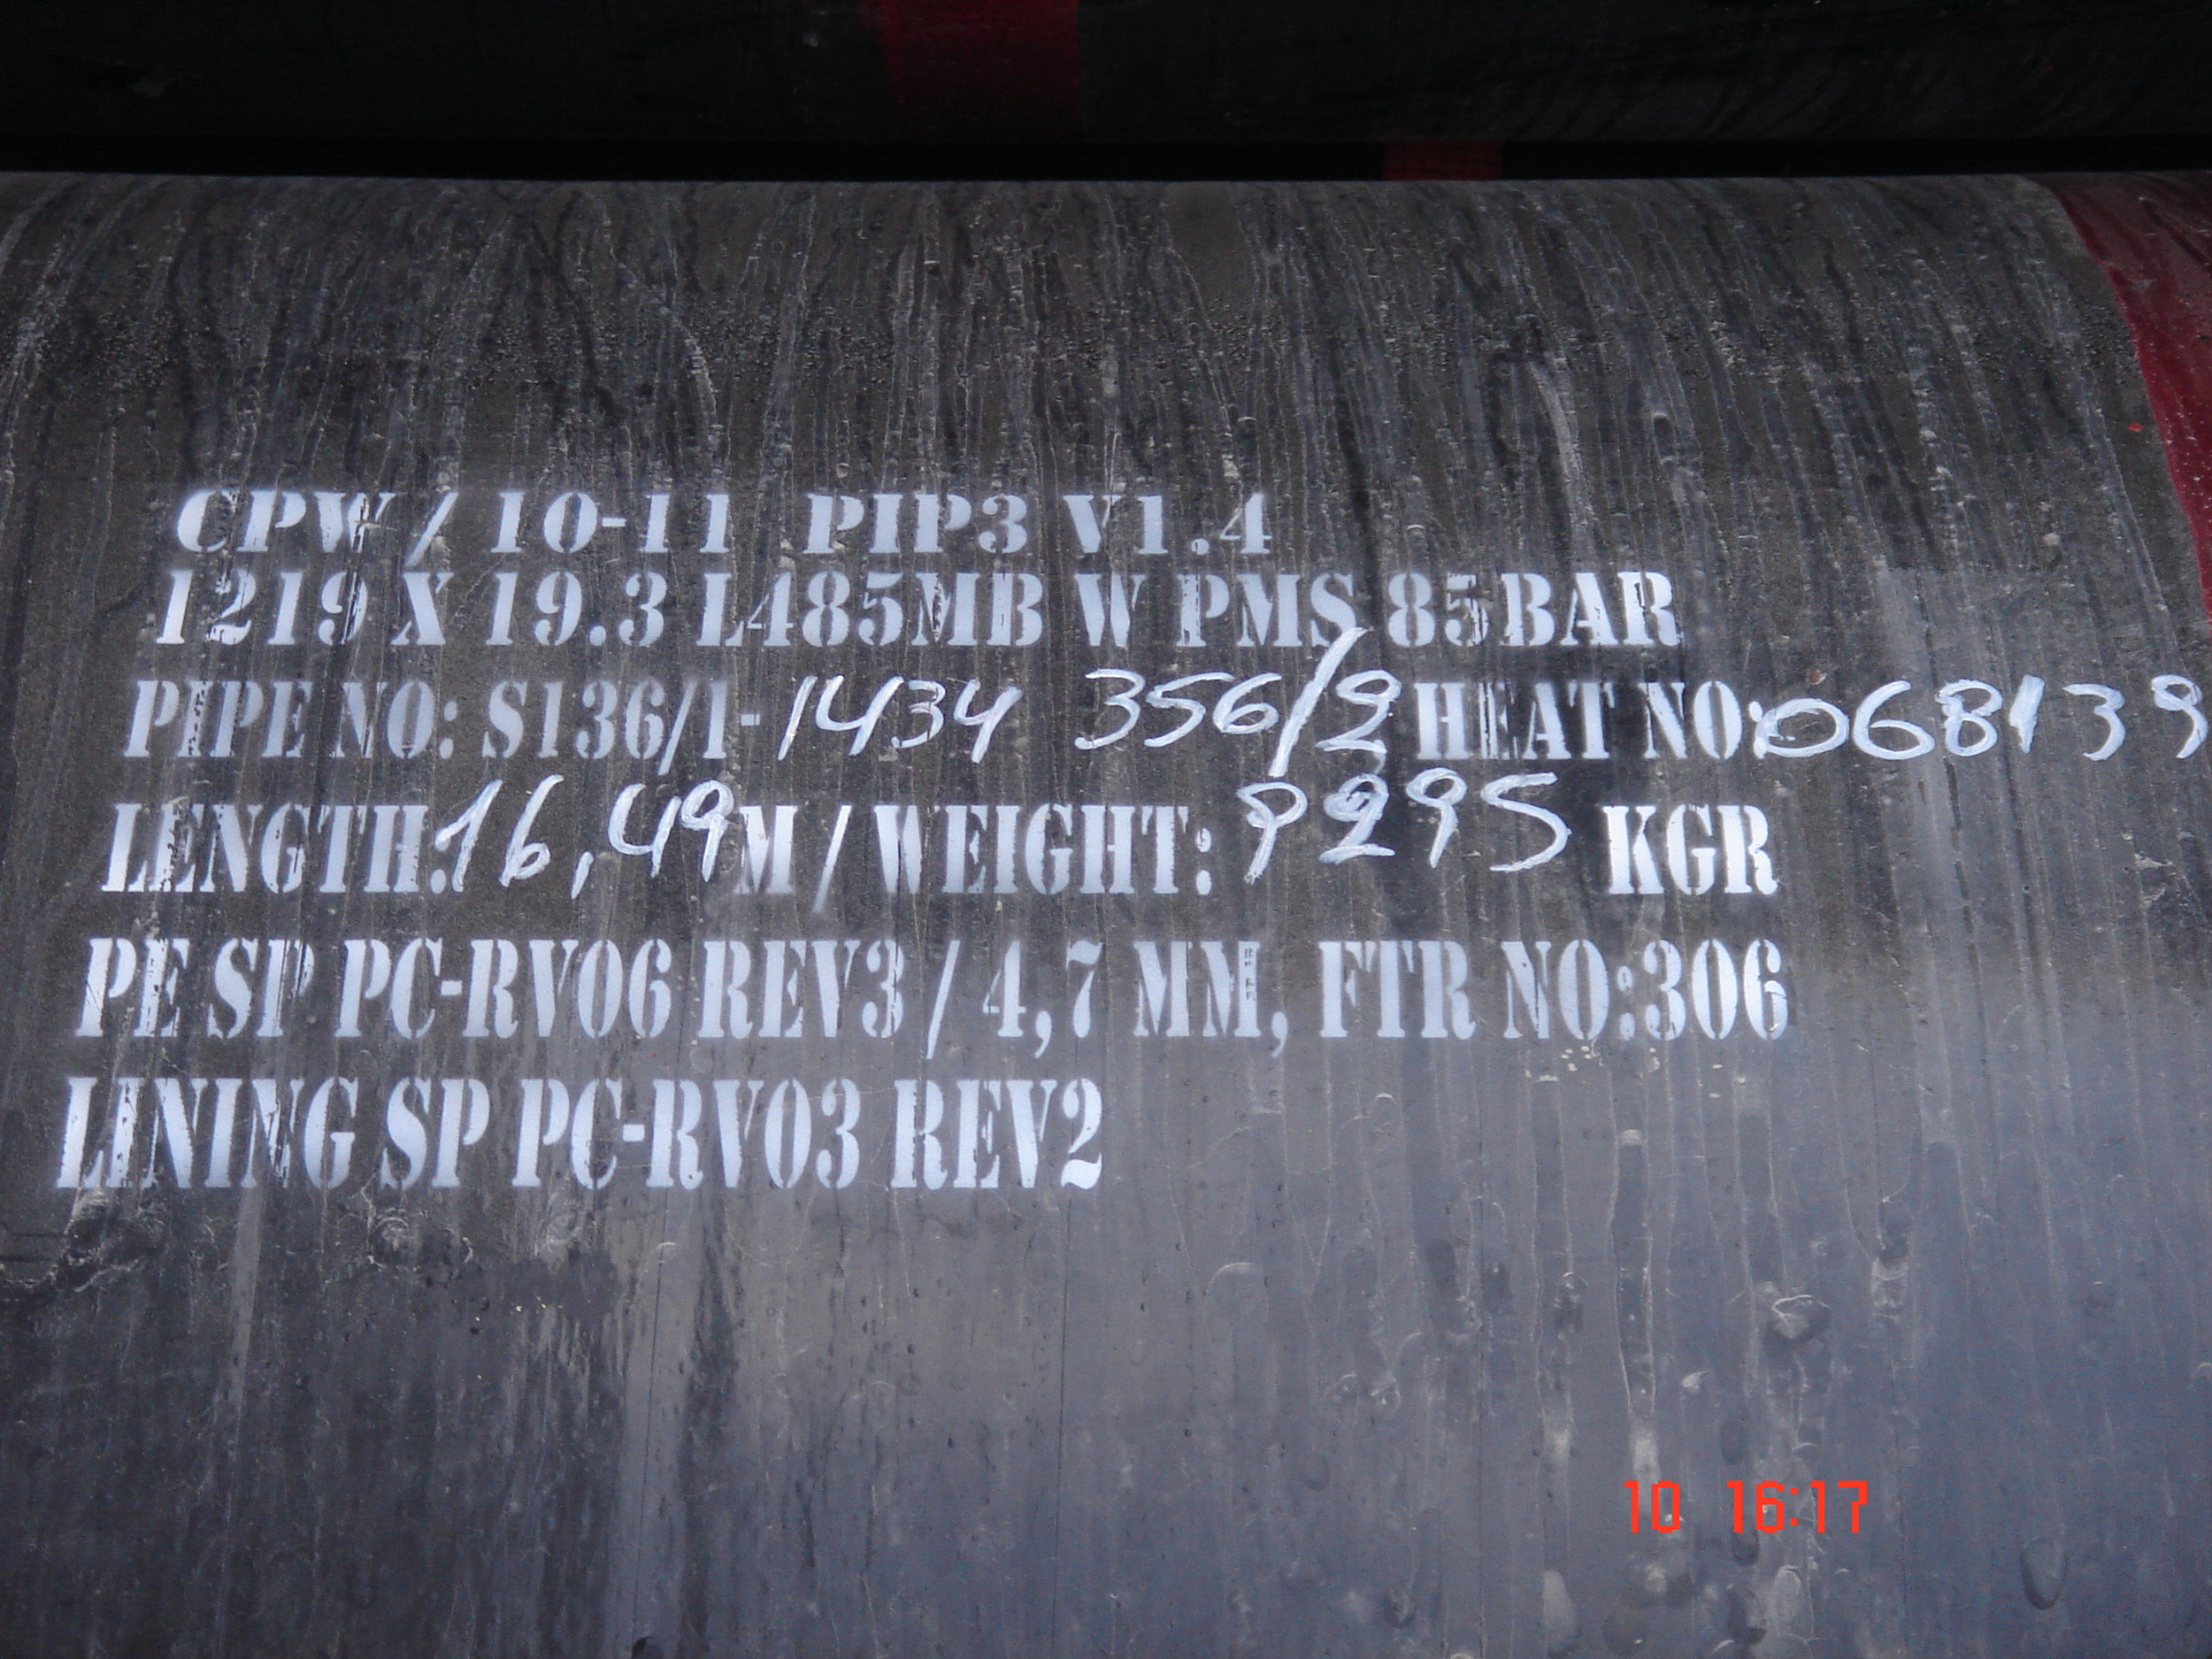 CPW / 10-11 PIP3 V1.4
1219 X 19.3 L485MB W PMS 85BAR
PIPE NO: S136/1-1434 356/2 HEAT NO:068139
LENGTH:16,49M / WEIGHT: 9295 KGR
PE SP PC-RV06 REV3 / 4,7 MM, FTR NO:306
LINING SP PC-RV03 REV2
10 16:17